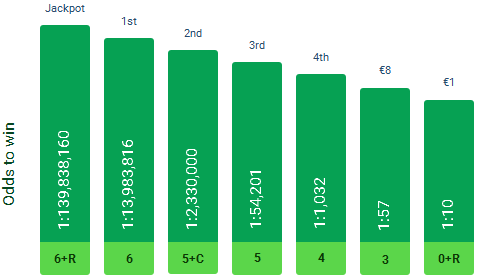 Jackpot
1st
2nd
3rd
4th
€8
€1
Odds to win
1:139,838,160
1:13,983,816
1:2,330,000
1:54,201
1:1,032
1:57
1:10
6+R
6
5+C
5
4
3
0+R